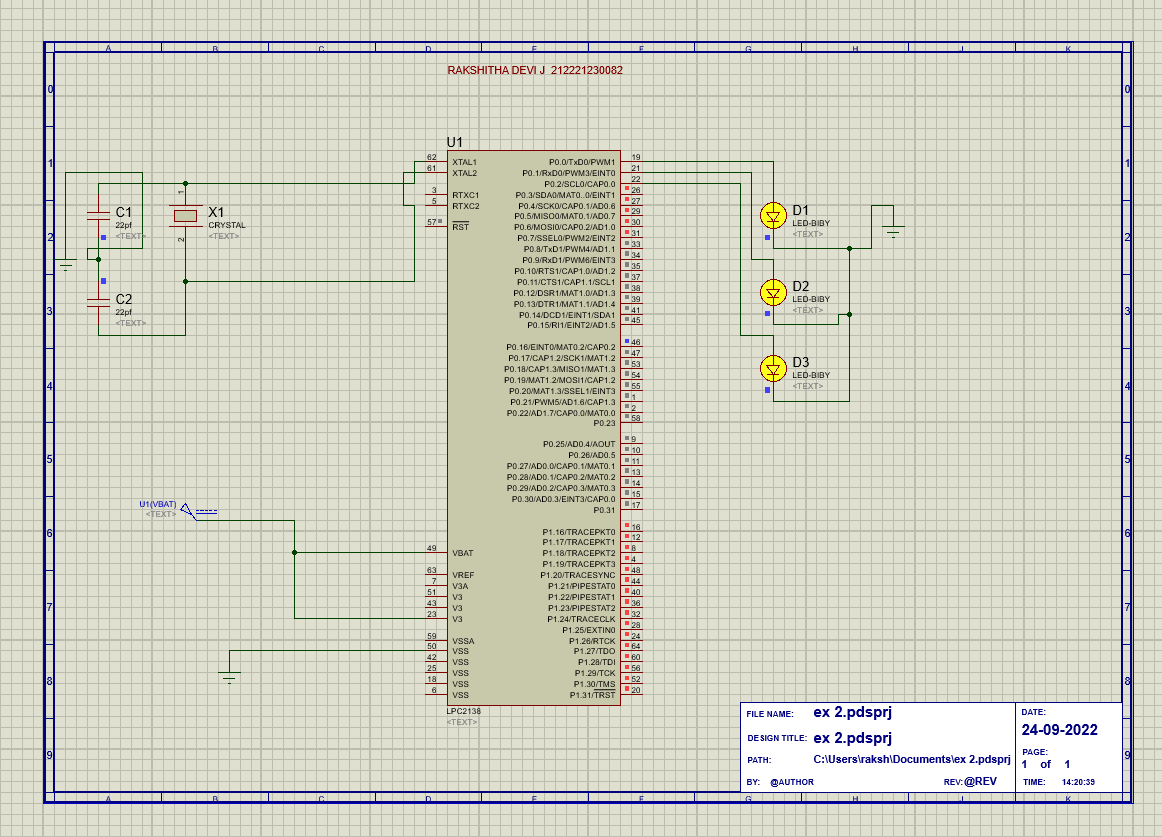 A B C D E F G H J K
RAKSHITHA DEVI J 212221230082
0 0
1 1
2 2
3 3
4 4
5 5
6 6
7 7
8 8
9 9
U1
62 XTAL1
61 XTAL2
3 RTXC1
5 RTXC2
57 RST
49 VBAT
63 VREF
7 V3A
51 V3
43 V3
23 V3
59 VSSA
50 VSS
42 VSS
25 VSS
18 VSS
6 VSS
P0.0/TxD0/PWM1 19
P0.1/RxD0/PWM3/EINT0 21
P0.2/SCL0/CAP0.0 22
P0.3/SDA0/MAT0..0/EINT1 26
P0.4/SCK0/CAP0.1/AD0.6 27
P0.5/MISO0/MAT0.1/AD0.7 29
P0.6/MOSI0/CAP0.2/AD1.0 30
P0.7/SSEL0/PWM2/EINT2 31
P0.8/TxD1/PWM4/AD1.1 33
P0.9/RxD1/PWM6/EINT3 34
P0.10/RTS1/CAP1.0/AD1.2 35
P0.11/CTS1/CAP1.1/SCL1 37
P0.12/DSR1/MAT1.0/AD1.3 38
P0.13/DTR1/MAT1.1/AD1.4 39
P0.14/DCD1/EINT1/SDA1 41
P0.15/RI1/EINT2/AD1.5 45
P0.16/EINT0/MAT0.2/CAP0.2 46
P0.17/CAP1.2/SCK1/MAT1.2 47
P0.18/CAP1.3/MISO1/MAT1.3 53
P0.19/MAT1.2/MOSI1/CAP1.2 54
P0.20/MAT1.3/SSEL1/EINT3 55
P0.21/PWM5/AD1.6/CAP1.3 1
P0.22/AD1.7/CAP0.0/MAT0.0 2
P0.23 58
P0.25/AD0.4/AOUT 9
P0.26/AD0.5 10
P0.27/AD0.0/CAP0.1/MAT0.1 11
P0.28/AD0.1/CAP0.2/MAT0.2 13
P0.29/AD0.2/CAP0.3/MAT0.3 14
P0.30/AD0.3/EINT3/CAP0.0 15
P0.31 17
P1.16/TRACEPKT0 16
P1.17/TRACEPKT1 12
P1.18/TRACEPKT2 8
P1.19/TRACEPKT3 4
P1.20/TRACESYNC 48
P1.21/PIPESTAT0 44
P1.22/PIPESTAT1 40
P1.23/PIPESTAT2 36
P1.24/TRACECLK 32
P1.25/EXTIN0 28
P1.26/RTCK 24
P1.27/TDO 64
P1.28/TDI 60
P1.29/TCK 56
P1.30/TMS 52
P1.31/TRST 20
LPC2138
<TEXT>
C1
22pf
<TEXT>
C2
22pf
<TEXT>
1
2
X1
CRYSTAL
<TEXT>
D1
LED-BIBY
<TEXT>
D2
LED-BIBY
<TEXT>
D3
LED-BIBY
<TEXT>
U1(VBAT)
<TEXT>
FILE NAME: ex 2.pdsprj
DESIGN TITLE: ex 2.pdsprj
PATH: C:\Users\raksh\Documents\ex 2.pdsprj
BY: @AUTHOR REV:@REV
DATE:
24-09-2022
PAGE:
1 of 1
TIME: 14:20:39
A B C D E F G H J K